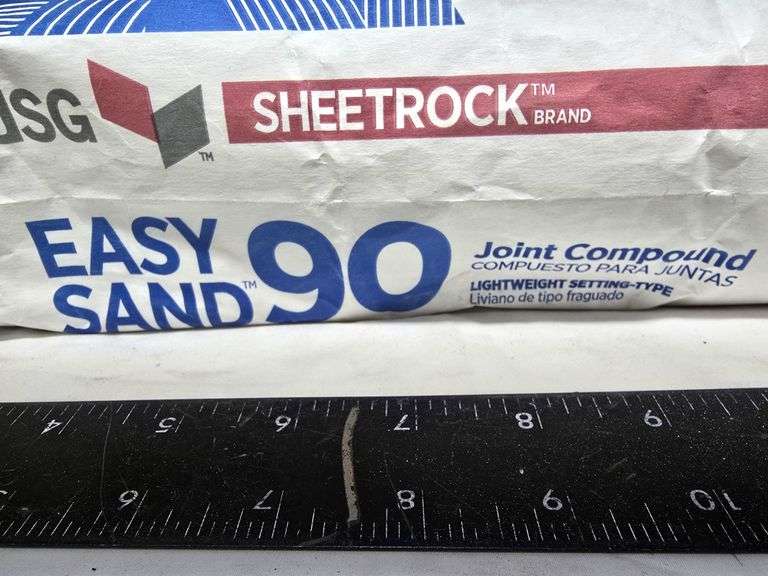 USG
™
SHEETROCK™
BRAND
EASY
SAND™ 90
Joint Compound
COMPUESTO PARA JUNTAS
LIGHTWEIGHT SETTING-TYPE
Liviano de tipo fraguado
4 5 6 7 8 9
6 7 8 9 10